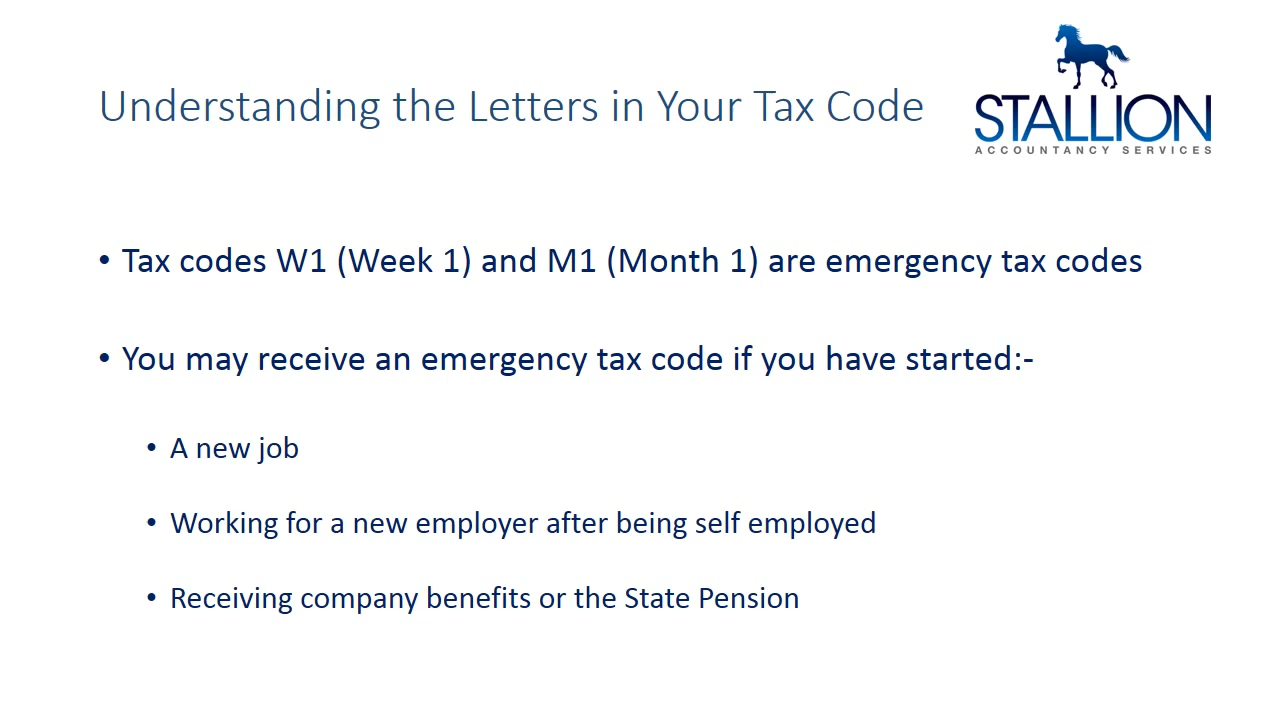 Understanding the Letters in Your Tax Code
STALLION
ACCOUNTANCY SERVICES
• Tax codes W1 (Week 1) and M1 (Month 1) are emergency tax codes
• You may receive an emergency tax code if you have started:-
• A new job
• Working for a new employer after being self employed
• Receiving company benefits or the State Pension